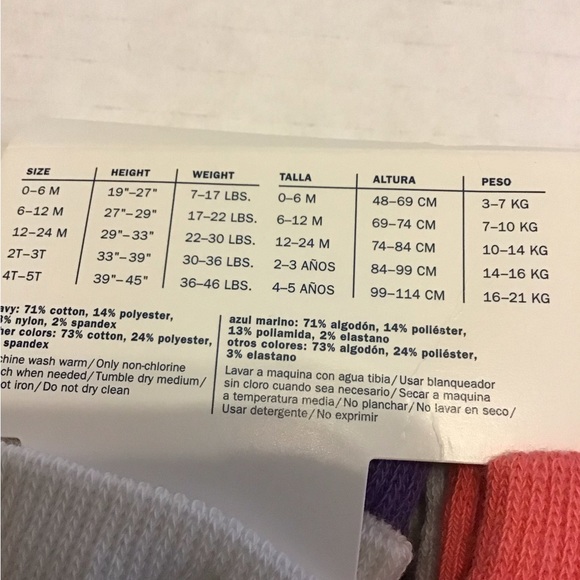 SIZE HEIGHT WEIGHT
0-6 M 19"-27" 7-17 LBS.
6-12 M 27"-29" 17-22 LBS.
12-24 M 29"-33" 22-30 LBS.
2T-3T 33"-39" 30-36 LBS.
4T-5T 39"-45" 36-46 LBS.
TALLA ALTURA PESO
0-6 M 48-69 CM 3-7 KG
6-12 M 69-74 CM 7-10 KG
12-24 M 74-84 CM 10-14 KG
2-3 AÑOS 84-99 CM 14-16 KG
4-5 AÑOS 99-114 CM 16-21 KG
avy: 71% cotton, 14% polyester,
% nylon, 2% spandex
her colors: 73% cotton, 24% polyester,
spandex
chine wash warm/Only non-chlorine
ch when needed/Tumble dry medium/
ot iron/Do not dry clean
azul marino: 71% algodón, 14% poliéster,
13% poliamida, 2% elastano
otros colores: 73% algodón, 24% poliéster,
3% elastano
Lavar a maquina con agua tibia/Usar blanqueador
sin cloro cuando sea necesario/Secar a maquina
a temperatura media/No planchar/No lavar en seco/
Usar detergente/No exprimir